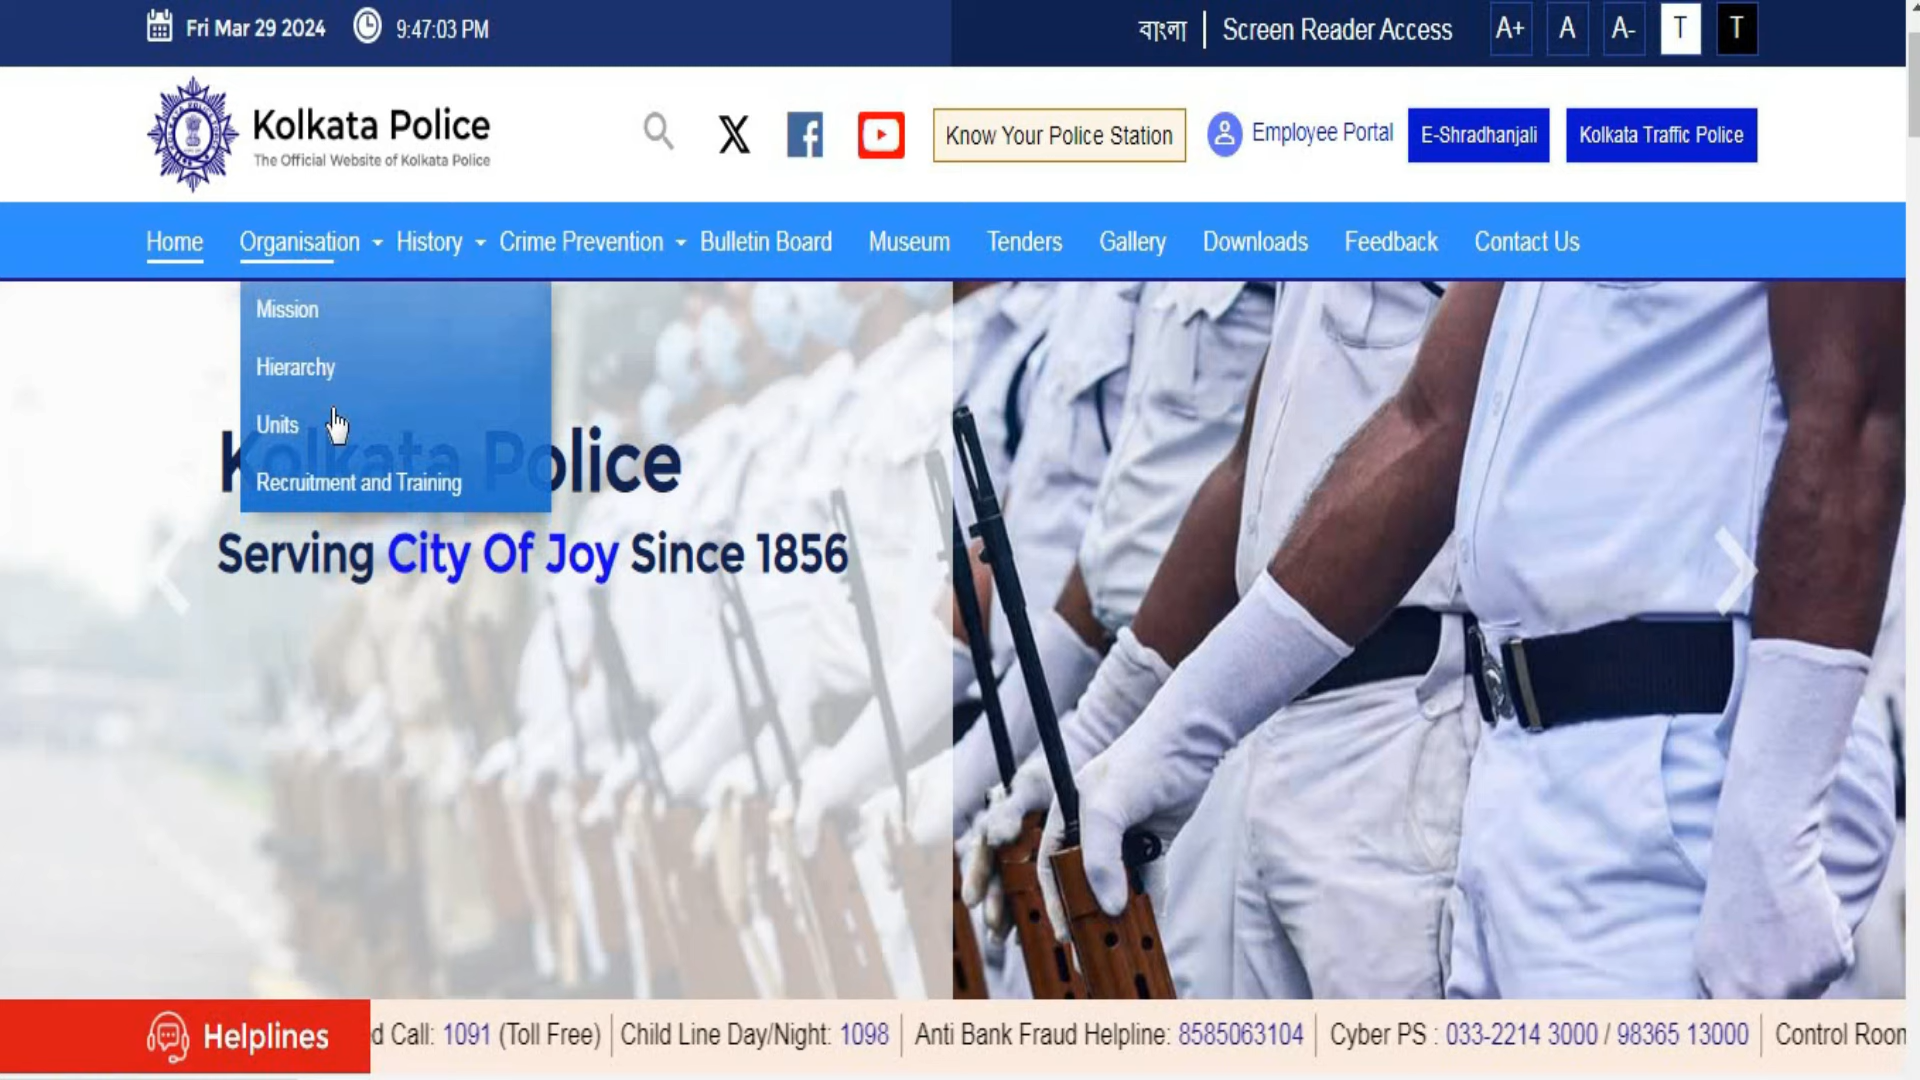 Fri Mar 29 2024 9:47:03 PM বাংলা Screen Reader Access A+ A A- T T
Kolkata Police
The Official Website of Kolkata Police
Know Your Police Station Employee Portal E-Shradhanjali Kolkata Traffic Police
Home Organisation History Crime Prevention Bulletin Board Museum Tenders Gallery Downloads Feedback Contact Us
Mission
Hierarchy
Units
Kolkata Police
Recruitment and Training
Serving City Of Joy Since 1856
Helplines d Call: 1091 (Toll Free) Child Line Day/Night: 1098 Anti Bank Fraud Helpline: 8585063104 Cyber PS : 033-2214 3000 / 98365 13000 Control Room